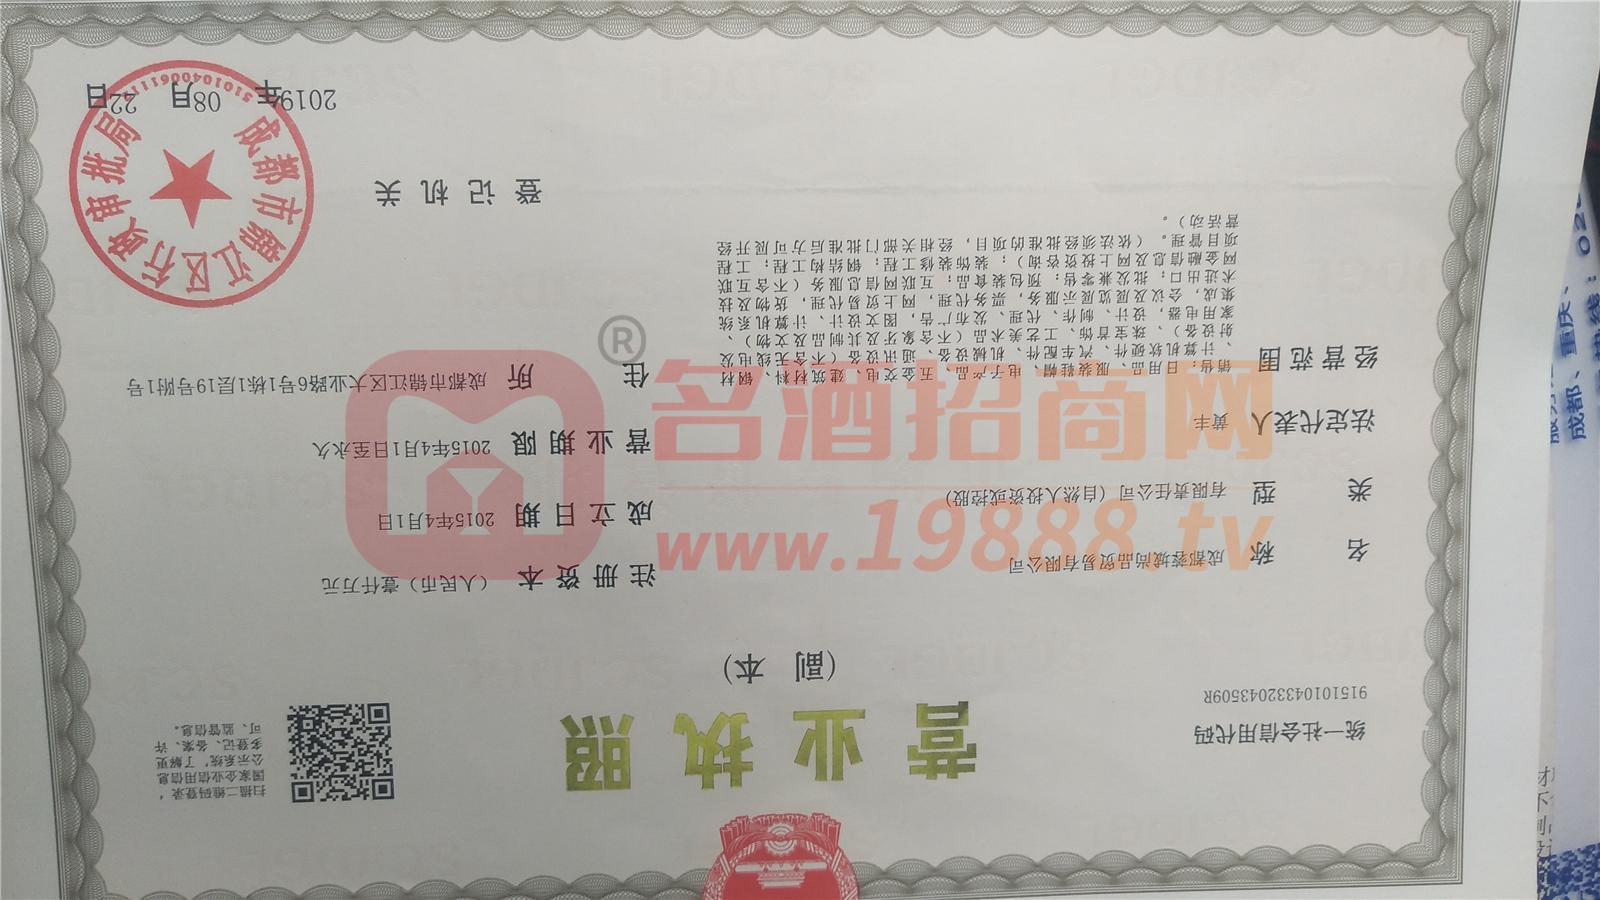 统一社会信用代码
91510104332043509R
营业执照
(副 本)
扫描二维码登录,
国家企业信用信息
公示系统,了解更
多登记、备案、许
可、监管信息。
名 称 成都蓉城尚品贸易有限公司
类 型 有限责任公司(自然人投资或控股)
法定代表人 黄丰
经营范围 销售:日用品、服装鞋帽、电子产品、五金交电、建筑材料、钢材
、计算机软硬件、汽车配件、机械设备、通讯设备(不含无线电发
射设备)、珠宝首饰、工艺美术品(不含象牙及其制品及文物)、
家用电器,设计、制作、代理、发布广告,图文设计、计算机系统
集成,会议及展览展示服务,票务代理,网上贸易代理,货物及技
术进出口;批发兼零售:预包装食品;互联网信息服务(不含互联
网金融信息及网上投资咨询);装饰装修工程;钢结构工程;工程
项目管理。(依法须经批准的项目,经相关部门批准后方可展开经
营活动)。
注册资本 (人民币)壹仟万元
成立日期 2015年4月1日
营业期限 2015年4月1日至永久
住 所 成都市锦江区大业路6号1栋1层19号附1号
登记机关
2019年 08月 22日
成都市锦江区行政审批局
名酒招商网
®
www.19888.tv
成都、重庆、